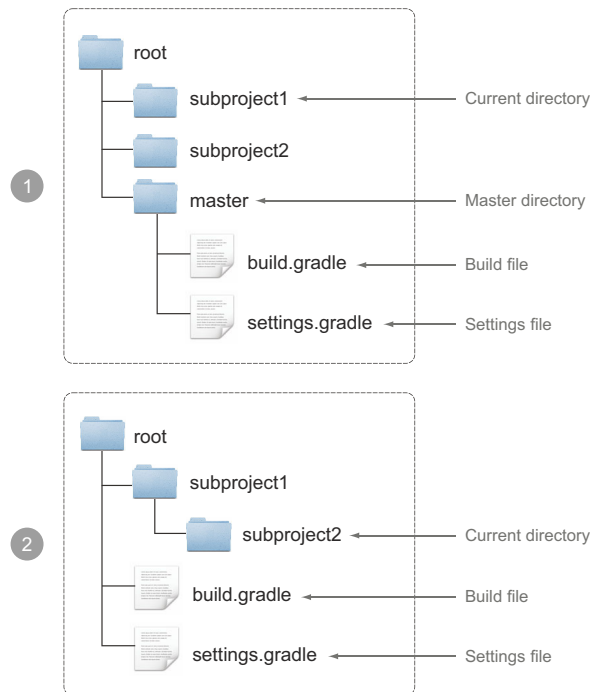 1
root
subproject1
Current directory
subproject2
master
Master directory
build.gradle
Build file
settings.gradle
Settings file
2
root
subproject1
subproject2
Current directory
build.gradle
Build file
settings.gradle
Settings file